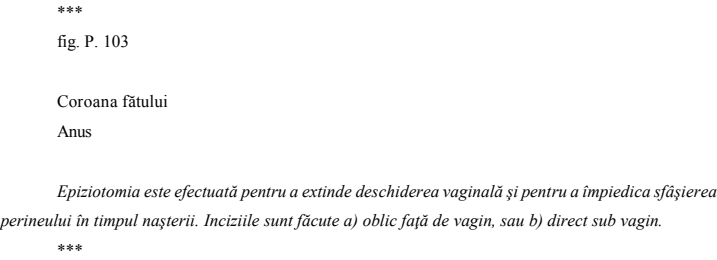 ***
fig. P. 103
Coroana fătului
Anus
Epiziotomia este efectuată pentru a extinde deschiderea vaginală şi pentru a împiedica sfâşierea
perineului în timpul naşterii. Inciziile sunt făcute a) oblic faţă de vagin, sau b) direct sub vagin.
***